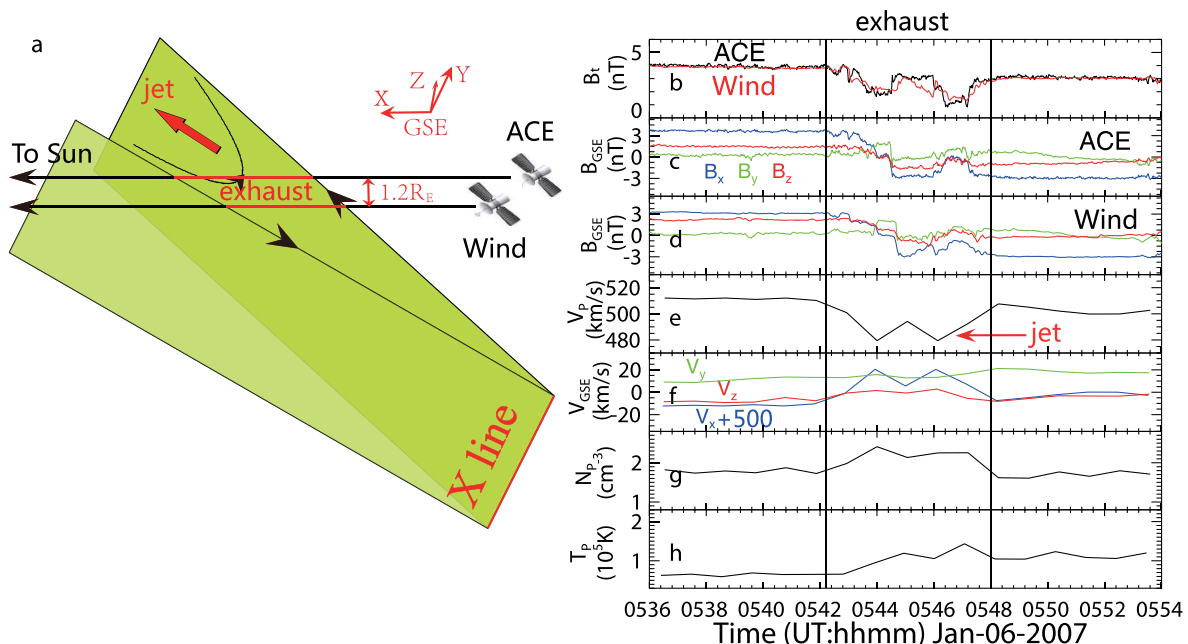 a
jet
Z
Y
X
GSE
ACE
To Sun
exhaust
1.2R_E
Wind
X line
exhaust
5
0
B_t
(nT)
ACE
Wind
b
3
0
-3
B_GSE
(nT)
c
ACE
B_x B_y B_z
3
0
-3
B_GSE
(nT)
d
Wind
520
500
480
V_P
(km/s)
e
jet
20
0
-20
V_GSE
(km/s)
f
V_y
V_z
V_x+500
2
1
N_P
(cm^-3)
g
2
1
T_P
(10^5K)
h
0536 0538 0540 0542 0544 0546 0548 0550 0552 0554
Time (UT:hhmm) Jan-06-2007